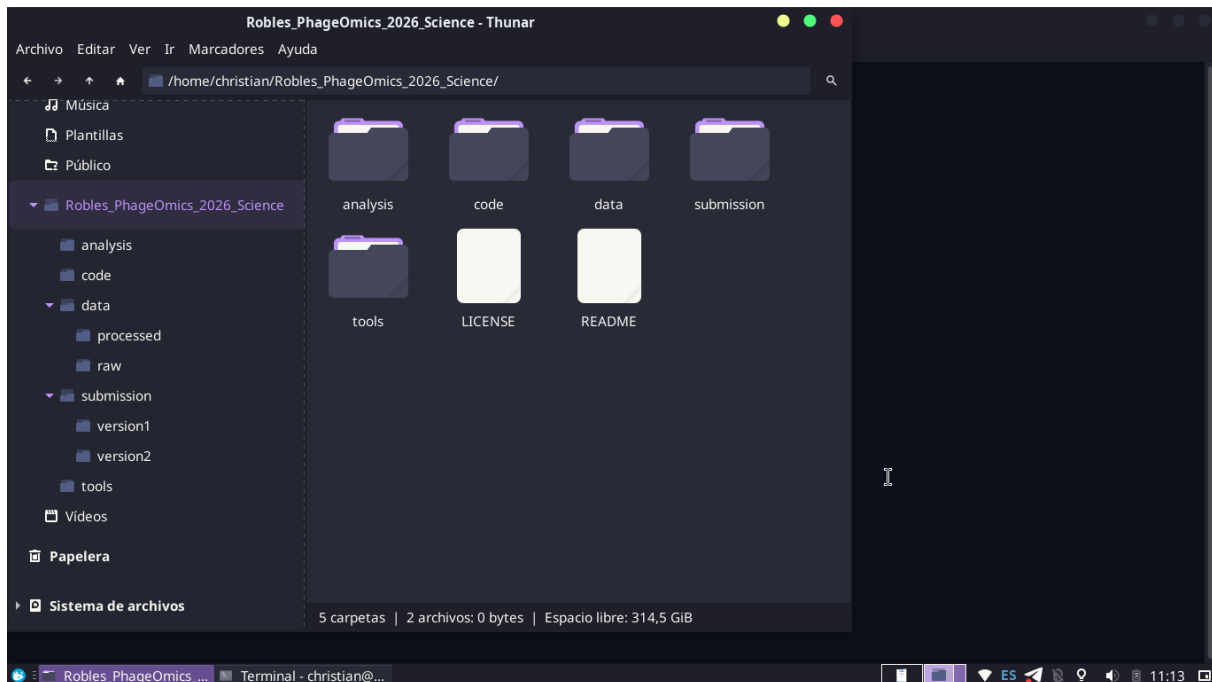 Robles_PhageOmics_2026_Science - Thunar
Archivo Editar Ver Ir Marcadores Ayuda
/home/christian/Robles_PhageOmics_2026_Science/
Música
Plantillas
Público
Robles_PhageOmics_2026_Science
analysis
code
data
processed
raw
submission
version1
version2
tools
Vídeos
Papelera
Sistema de archivos
analysis code data submission
tools LICENSE README
5 carpetas | 2 archivos: 0 bytes | Espacio libre: 314,5 GiB
Robles_PhageOmics_... Terminal - christian@... ES 11:13